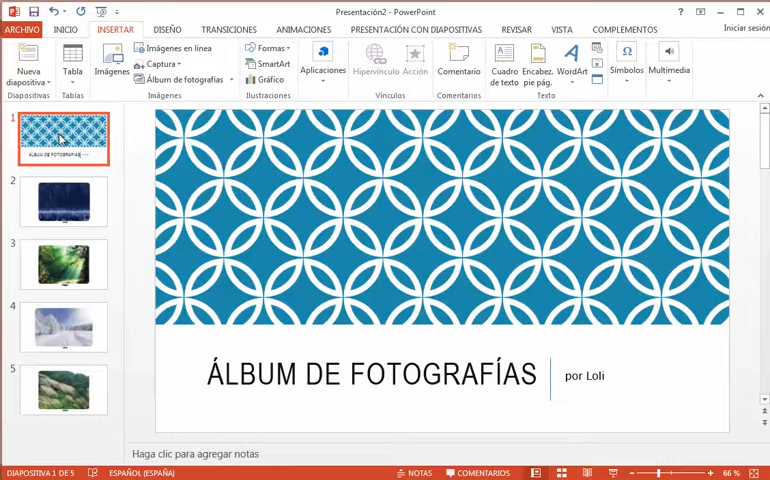 Presentación2 - PowerPoint
ARCHIVO INICIO INSERTAR DISEÑO TRANSICIONES ANIMACIONES PRESENTACIÓN CON DIAPOSITIVAS REVISAR VISTA COMPLEMENTOS Iniciar sesión
Nueva diapositiva
Diapositivas
Tabla
Tablas
Imágenes
Imágenes en línea
Captura
Álbum de fotografías
Imágenes
Formas
SmartArt
Gráfico
Ilustraciones
Aplicaciones
Hipervínculo
Acción
Vínculos
Comentario
Comentarios
Cuadro de texto
Encabez. pie pág.
WordArt
Texto
Símbolos
Multimedia
1
ÁLBUM DE FOTOGRAFÍAS
2
3
4
5
ÁLBUM DE FOTOGRAFÍAS
por Loli
Haga clic para agregar notas
DIAPOSITIVA 1 DE 5 ESPAÑOL (ESPAÑA) NOTAS COMENTARIOS 66 %